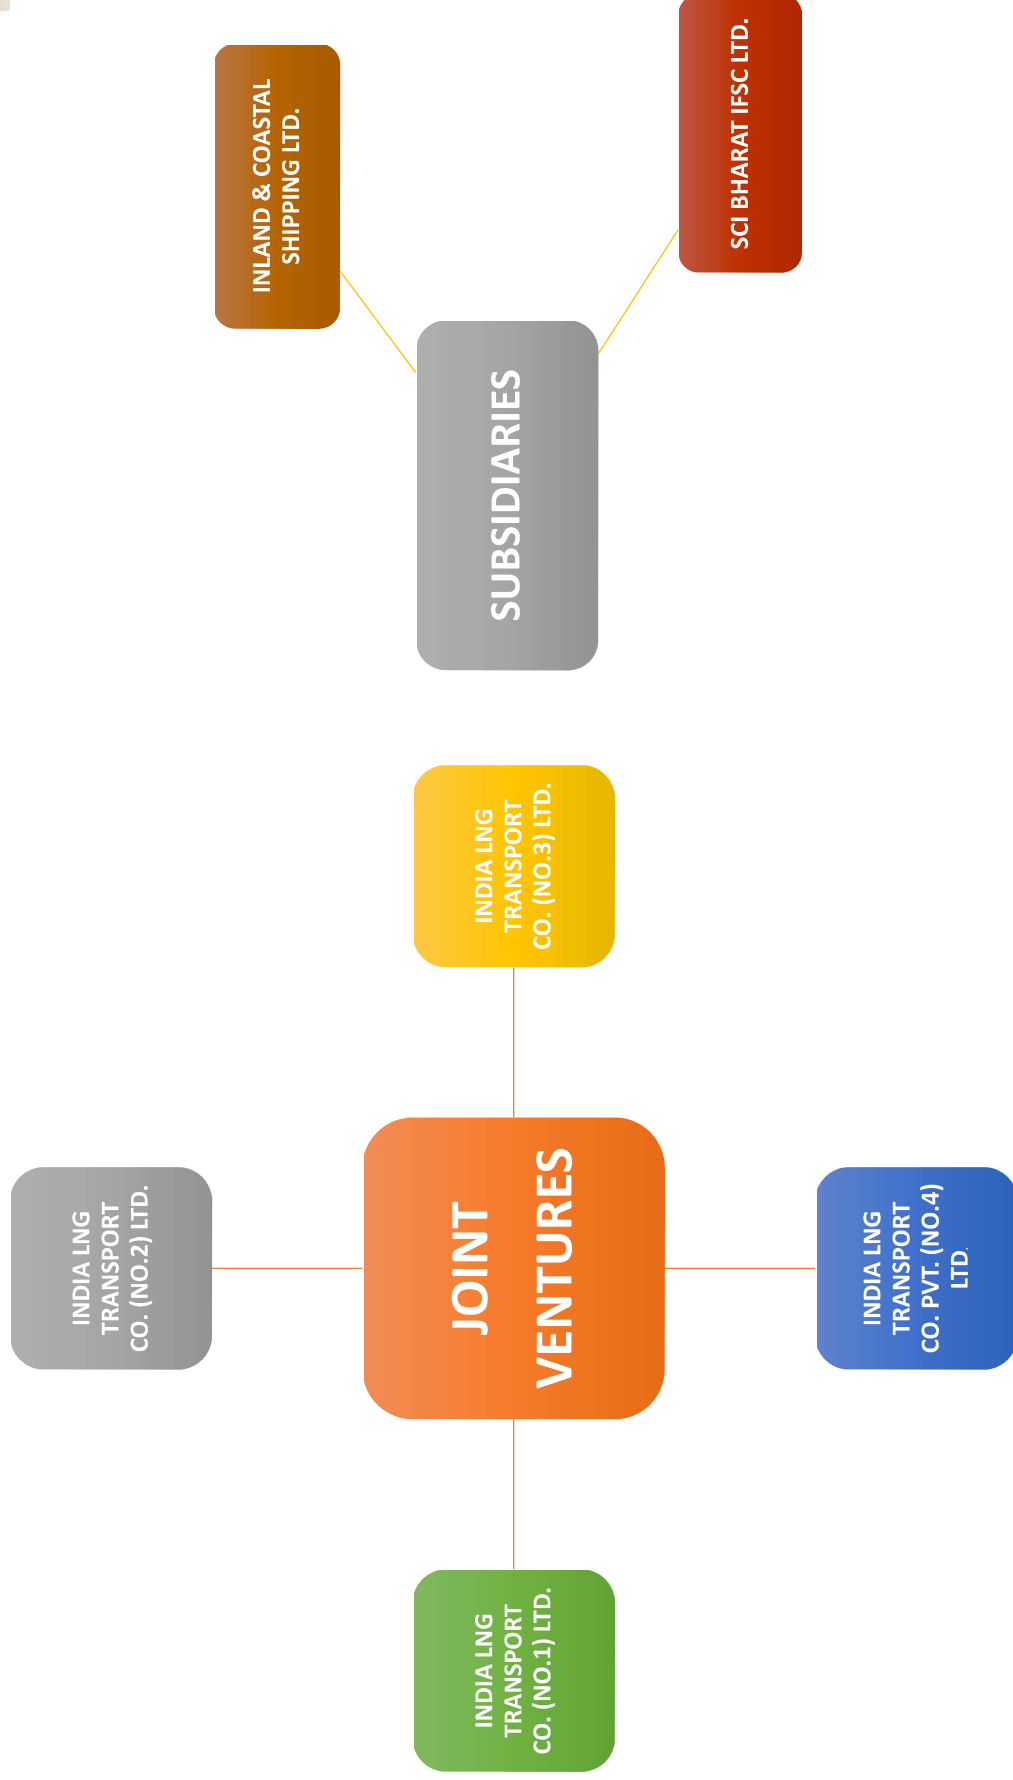 INDIA LNG
TRANSPORT
CO. (NO.2) LTD.
INDIA LNG
TRANSPORT
CO. (NO.1) LTD.
JOINT
VENTURES
INDIA LNG
TRANSPORT
CO. (NO.3) LTD.
INDIA LNG
TRANSPORT
CO. PVT. (NO.4)
LTD.
INLAND & COASTAL
SHIPPING LTD.
SUBSIDIARIES
SCI BHARAT IFSC LTD.